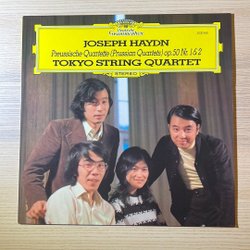 JOSEPH HAYDN
Preussische Quartette (Prussian Quartets) op. 50 Nr. 1 & 2
TOKYO STRING QUARTET
STEREO